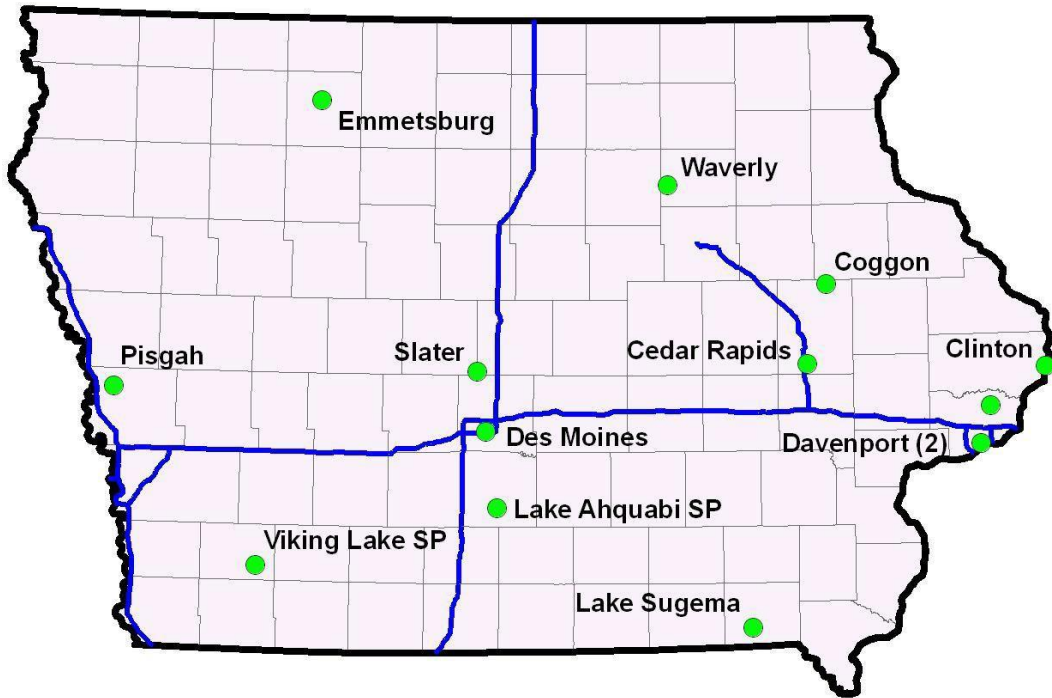 Emmetsburg
Waverly
Coggon
Pisgah
Slater
Cedar Rapids
Clinton
Des Moines
Davenport (2)
Lake Ahquabi SP
Viking Lake SP
Lake Sugema